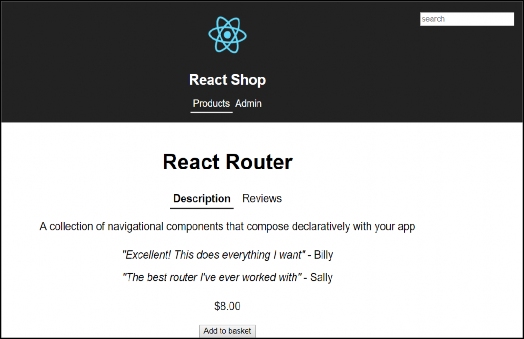 search
React Shop
Products Admin
React Router
Description Reviews
A collection of navigational components that compose declaratively with your app
"Excellent! This does everything I want" - Billy
"The best router I've ever worked with" - Sally
$8.00
Add to basket